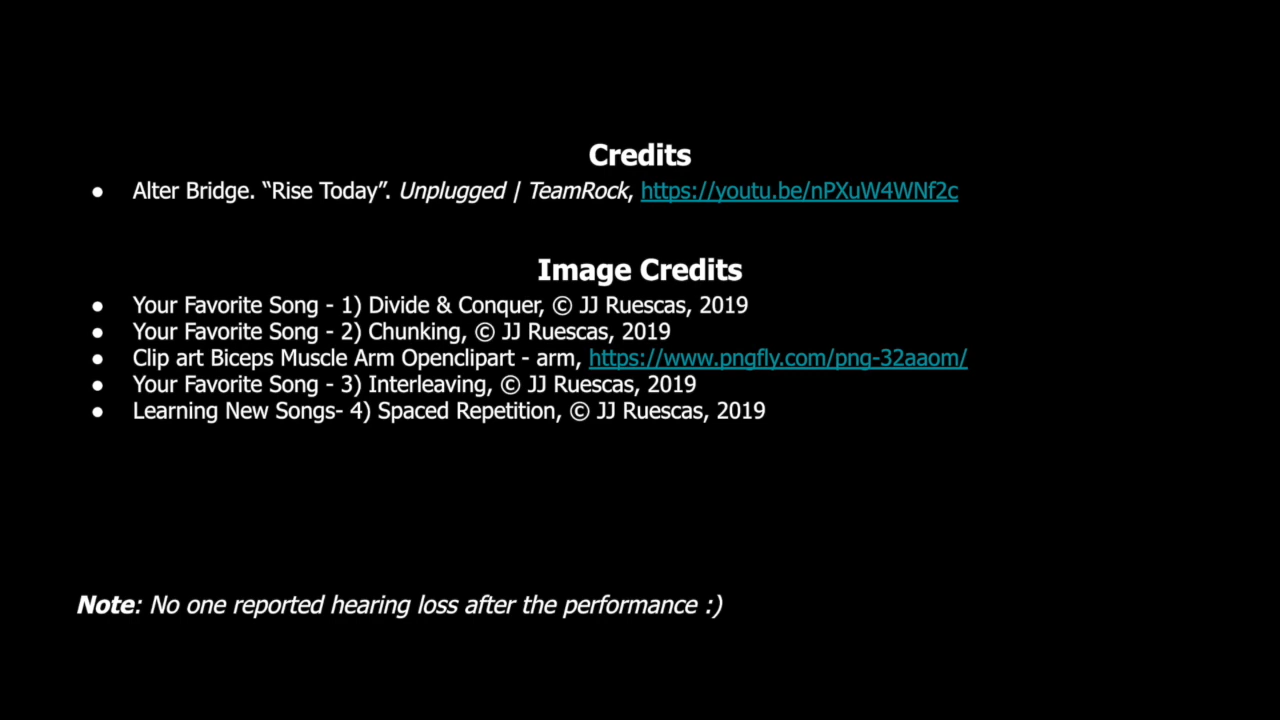 Credits
● Alter Bridge. “Rise Today”. Unplugged | TeamRock, https://youtu.be/nPXuW4WNf2c
Image Credits
● Your Favorite Song - 1) Divide & Conquer, © JJ Ruescas, 2019
● Your Favorite Song - 2) Chunking, © JJ Ruescas, 2019
● Clip art Biceps Muscle Arm Openclipart - arm, https://www.pngfly.com/png-32aaom/
● Your Favorite Song - 3) Interleaving, © JJ Ruescas, 2019
● Learning New Songs- 4) Spaced Repetition, © JJ Ruescas, 2019
Note: No one reported hearing loss after the performance :)